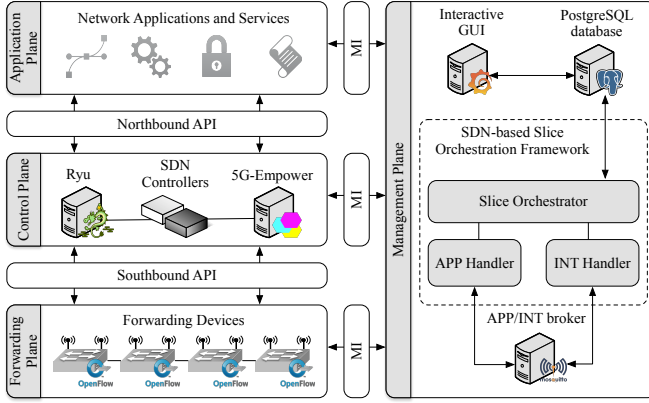 Application
Plane
Network Applications and Services
MI
Northbound API
Control Plane
Ryu
SDN
Controllers
5G-Empower
MI
Southbound API
Forwarding
Plane
Forwarding Devices
OpenFlow
OpenFlow
OpenFlow
OpenFlow
MI
Management Plane
Interactive
GUI
PostgreSQL
database
SDN-based Slice
Orchestration Framework
Slice Orchestrator
APP Handler
INT Handler
APP/INT broker
mosquitto